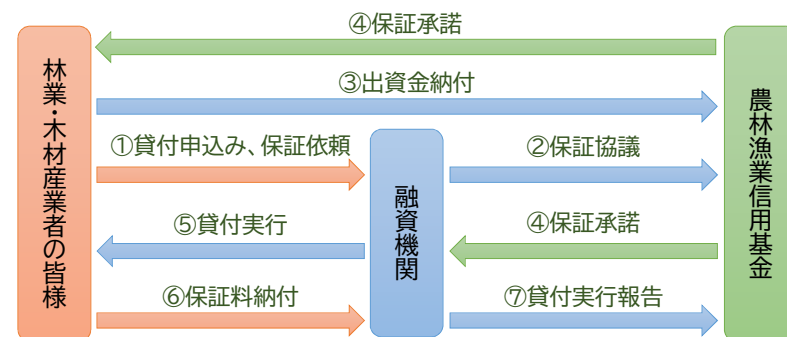 ④保証承諾
③出資金納付
林業・木材産業者の皆様
①貸付申込み、保証依頼
融資機関
②保証協議
農林漁業信用基金
⑤貸付実行
④保証承諾
⑥保証料納付
⑦貸付実行報告